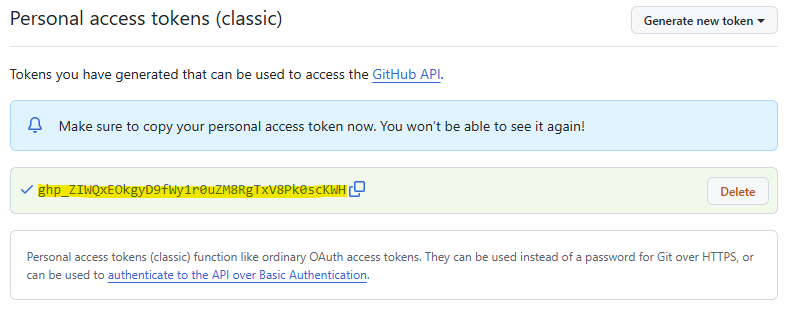 Personal access tokens (classic)
Generate new token
Tokens you have generated that can be used to access the GitHub API.
Make sure to copy your personal access token now. You won't be able to see it again!
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
Delete
Personal access tokens (classic) function like ordinary OAuth access tokens. They can be used instead of a password for Git over HTTPS, or
can be used to authenticate to the API over Basic Authentication.